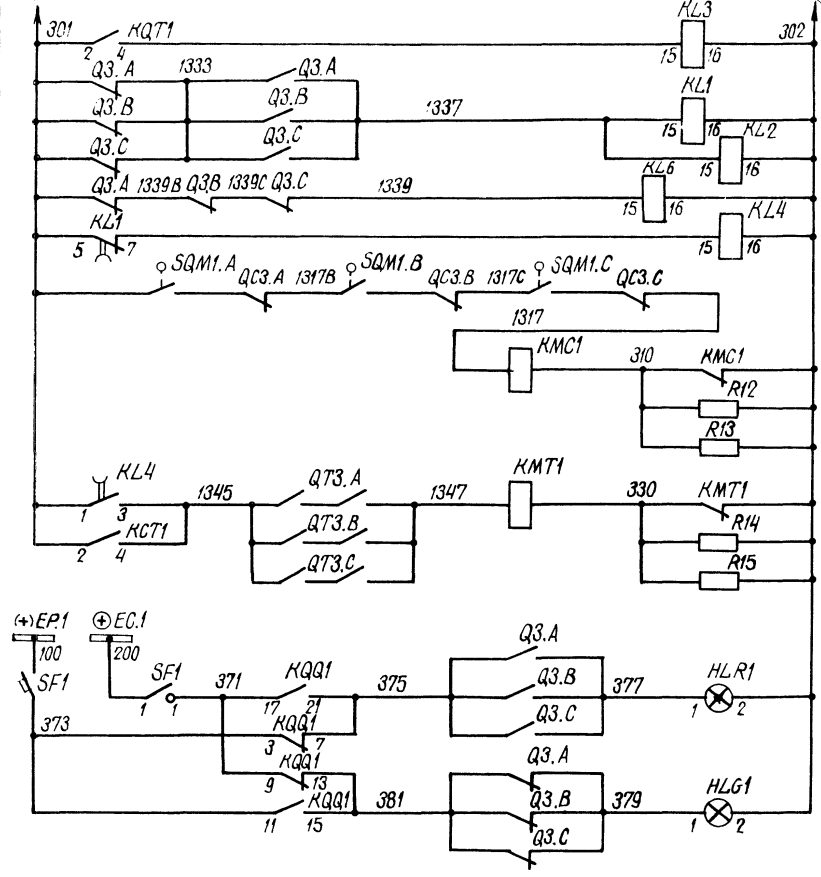 301 KQT1 KL3 302
2 4 15 16
Q3.A 1333 Q3.A KL1
Q3.B Q3.B 1337
15 16 KL2
Q3.C Q3.C
15 16
Q3.A 1339B Q3.B 1339C Q3.C 1339 KL6
15 16
KL1 KL4
5 7 15 16
SQM1.A QC3.A 1317B SQM1.B QC3.B 1317C SQM1.C QC3.C
1317
KMC1 310 KMC1
R12
R13
KL4 1345 QT3.A 1347 KMT1 330 KMT1
1 3
KCT1 QT3.B R14
2 4
QT3.C R15
(+) EP.1 + EC.1
100 200
SF1 SF1 371 KQQ1 375 Q3.A
1 1 17 21
Q3.B 377 HLR1
1 2
Q3.C
373 KQQ1
3 7
KQQ1 Q3.A
9 13
KQQ1 381 Q3.B 379 HLG1
11 15 1 2
Q3.C